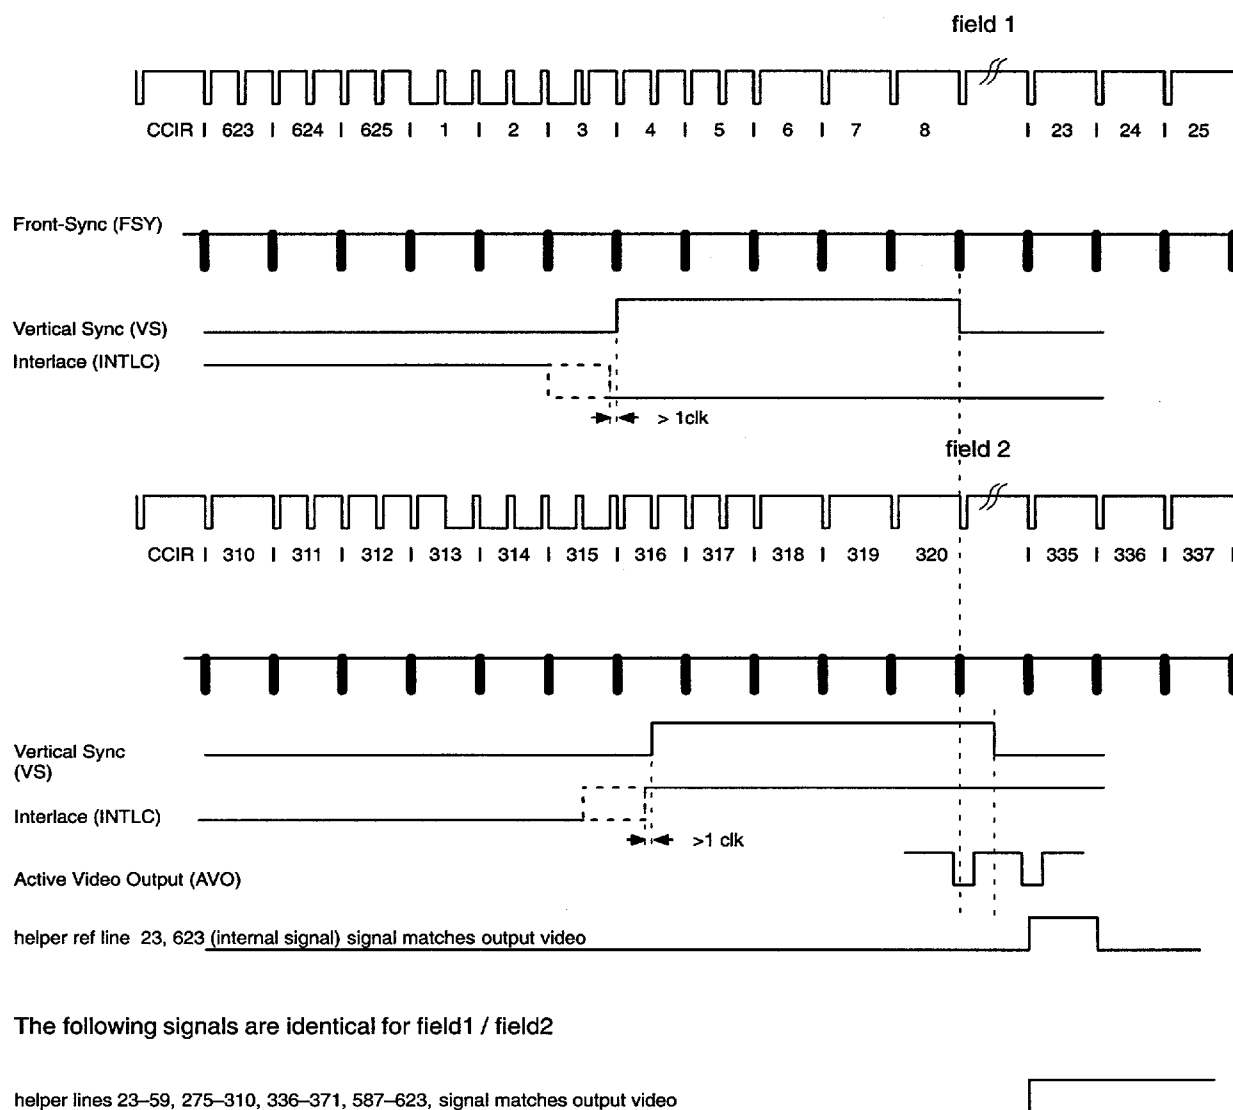 field 1
CCIR | 623 | 624 | 625 | 1 | 2 | 3 | 4 | 5 | 6 | 7 8 23 | 24 | 25
Front-Sync (FSY)
Vertical Sync (VS)
Interlace (INTLC)
> 1clk
field 2
CCIR | 310 | 311 | 312 | 313 | 314 | 315 | 316 | 317 | 318 | 319 | 320 | 335 | 336 | 337 |
Vertical Sync
(VS)
Interlace (INTLC)
>1 clk
Active Video Output (AVO)
helper ref line 23, 623 (internal signal) signal matches output video
The following signals are identical for field1 / field2
helper lines 23–59, 275–310, 336–371, 587–623, signal matches output video